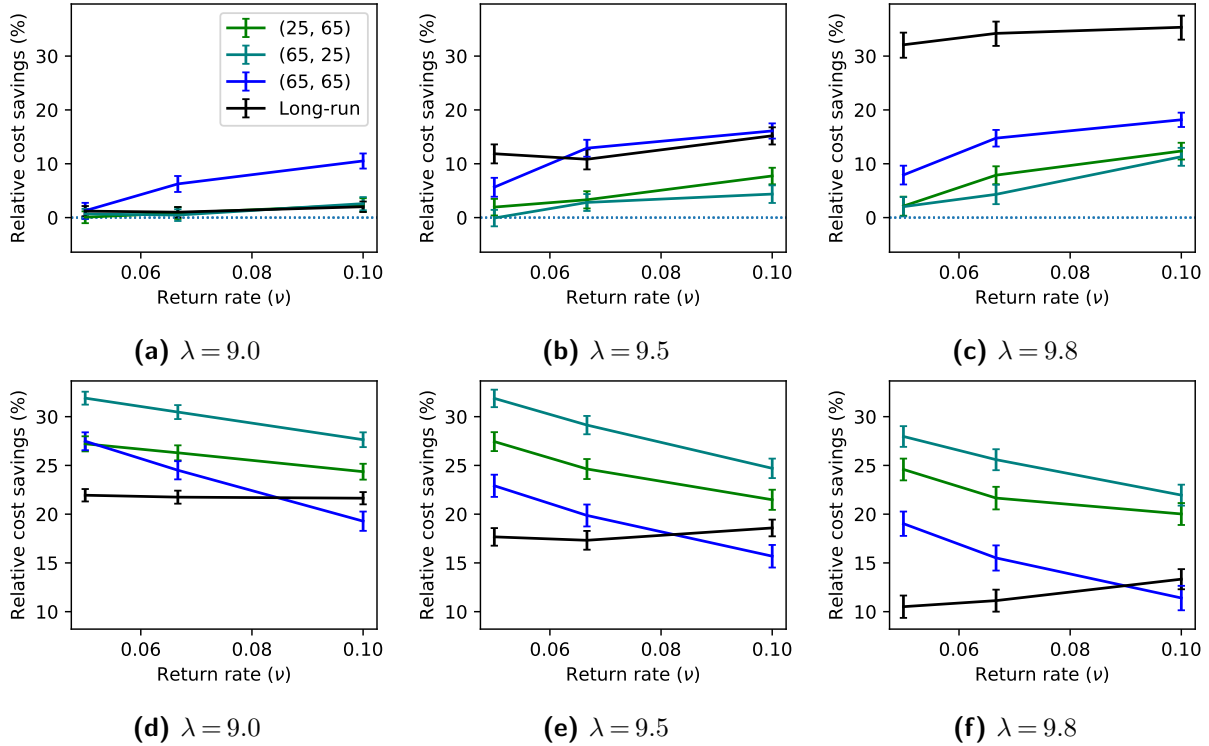 Relative cost savings (%)
30
20
10
0
0.06
0.08
0.10
Return rate (ν)
(25, 65)
(65, 25)
(65, 65)
Long-run
(a) λ = 9.0
Relative cost savings (%)
30
20
10
0
0.06
0.08
0.10
Return rate (ν)
(b) λ = 9.5
Relative cost savings (%)
30
20
10
0
0.06
0.08
0.10
Return rate (ν)
(c) λ = 9.8
Relative cost savings (%)
30
25
20
15
10
0.06
0.08
0.10
Return rate (ν)
(d) λ = 9.0
Relative cost savings (%)
30
25
20
15
10
0.06
0.08
0.10
Return rate (ν)
(e) λ = 9.5
Relative cost savings (%)
30
25
20
15
10
0.06
0.08
0.10
Return rate (ν)
(f) λ = 9.8